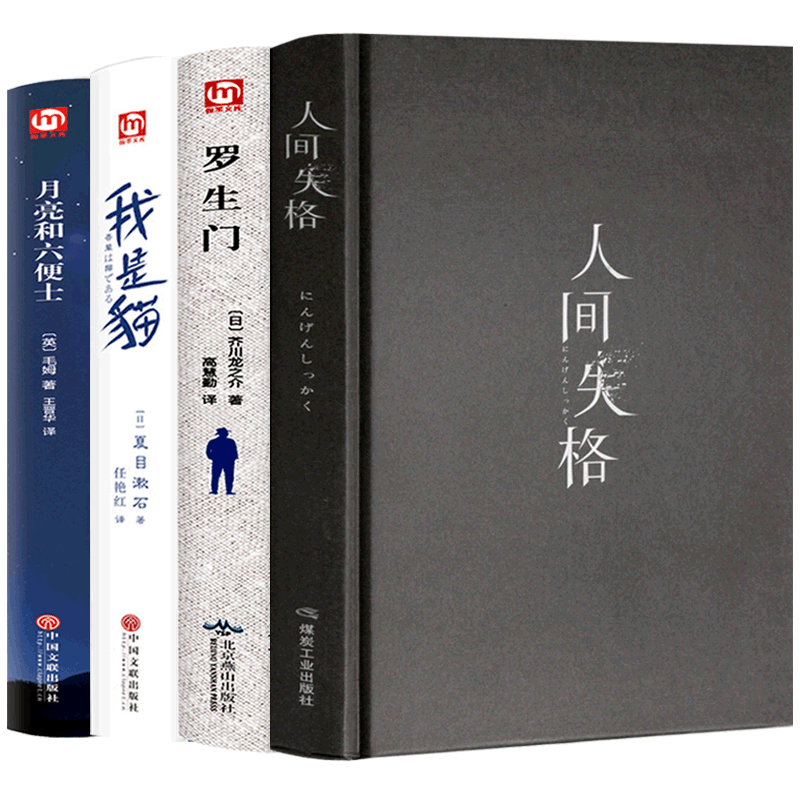 月亮和六便士
[英]毛姆 著
王晋华 译
中国文联出版社
我是猫
吾輩は猫である
[日]夏目漱石 著
任艳红 译
中国文联出版社
罗生门
[日]芥川龙之介 著
高慧勤 译
北京燕山出版社
BEIJING YANSHAN PRESS
人间失格
にんげんしっかく
煤炭工业出版社
人间失格
にんげんしっかく